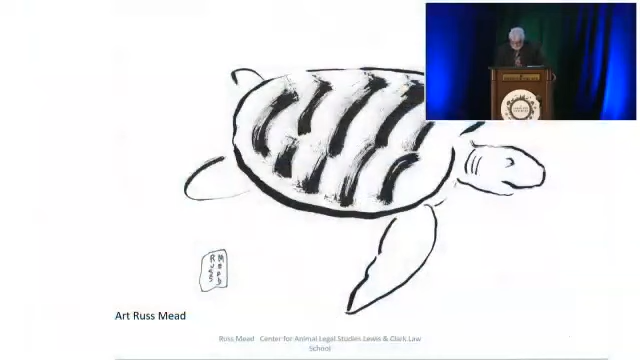 Art Russ Mead
Russ Mead Center for Animal Legal Studies Lewis & Clark Law
School